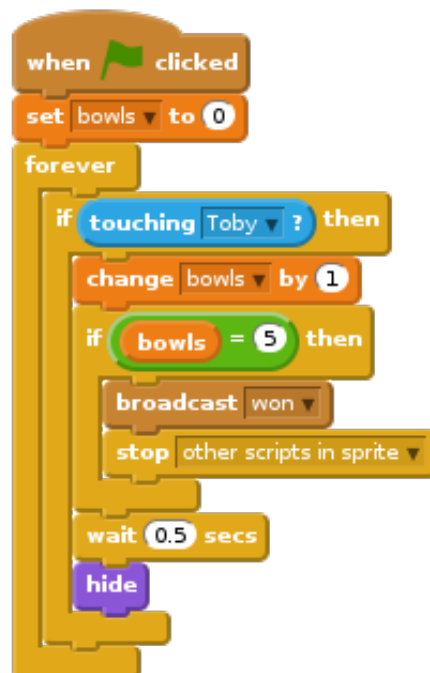 when clicked
set bowls to 0
forever
if touching Toby ? then
change bowls by 1
if bowls = 5 then
broadcast won
stop other scripts in sprite
wait 0.5 secs
hide